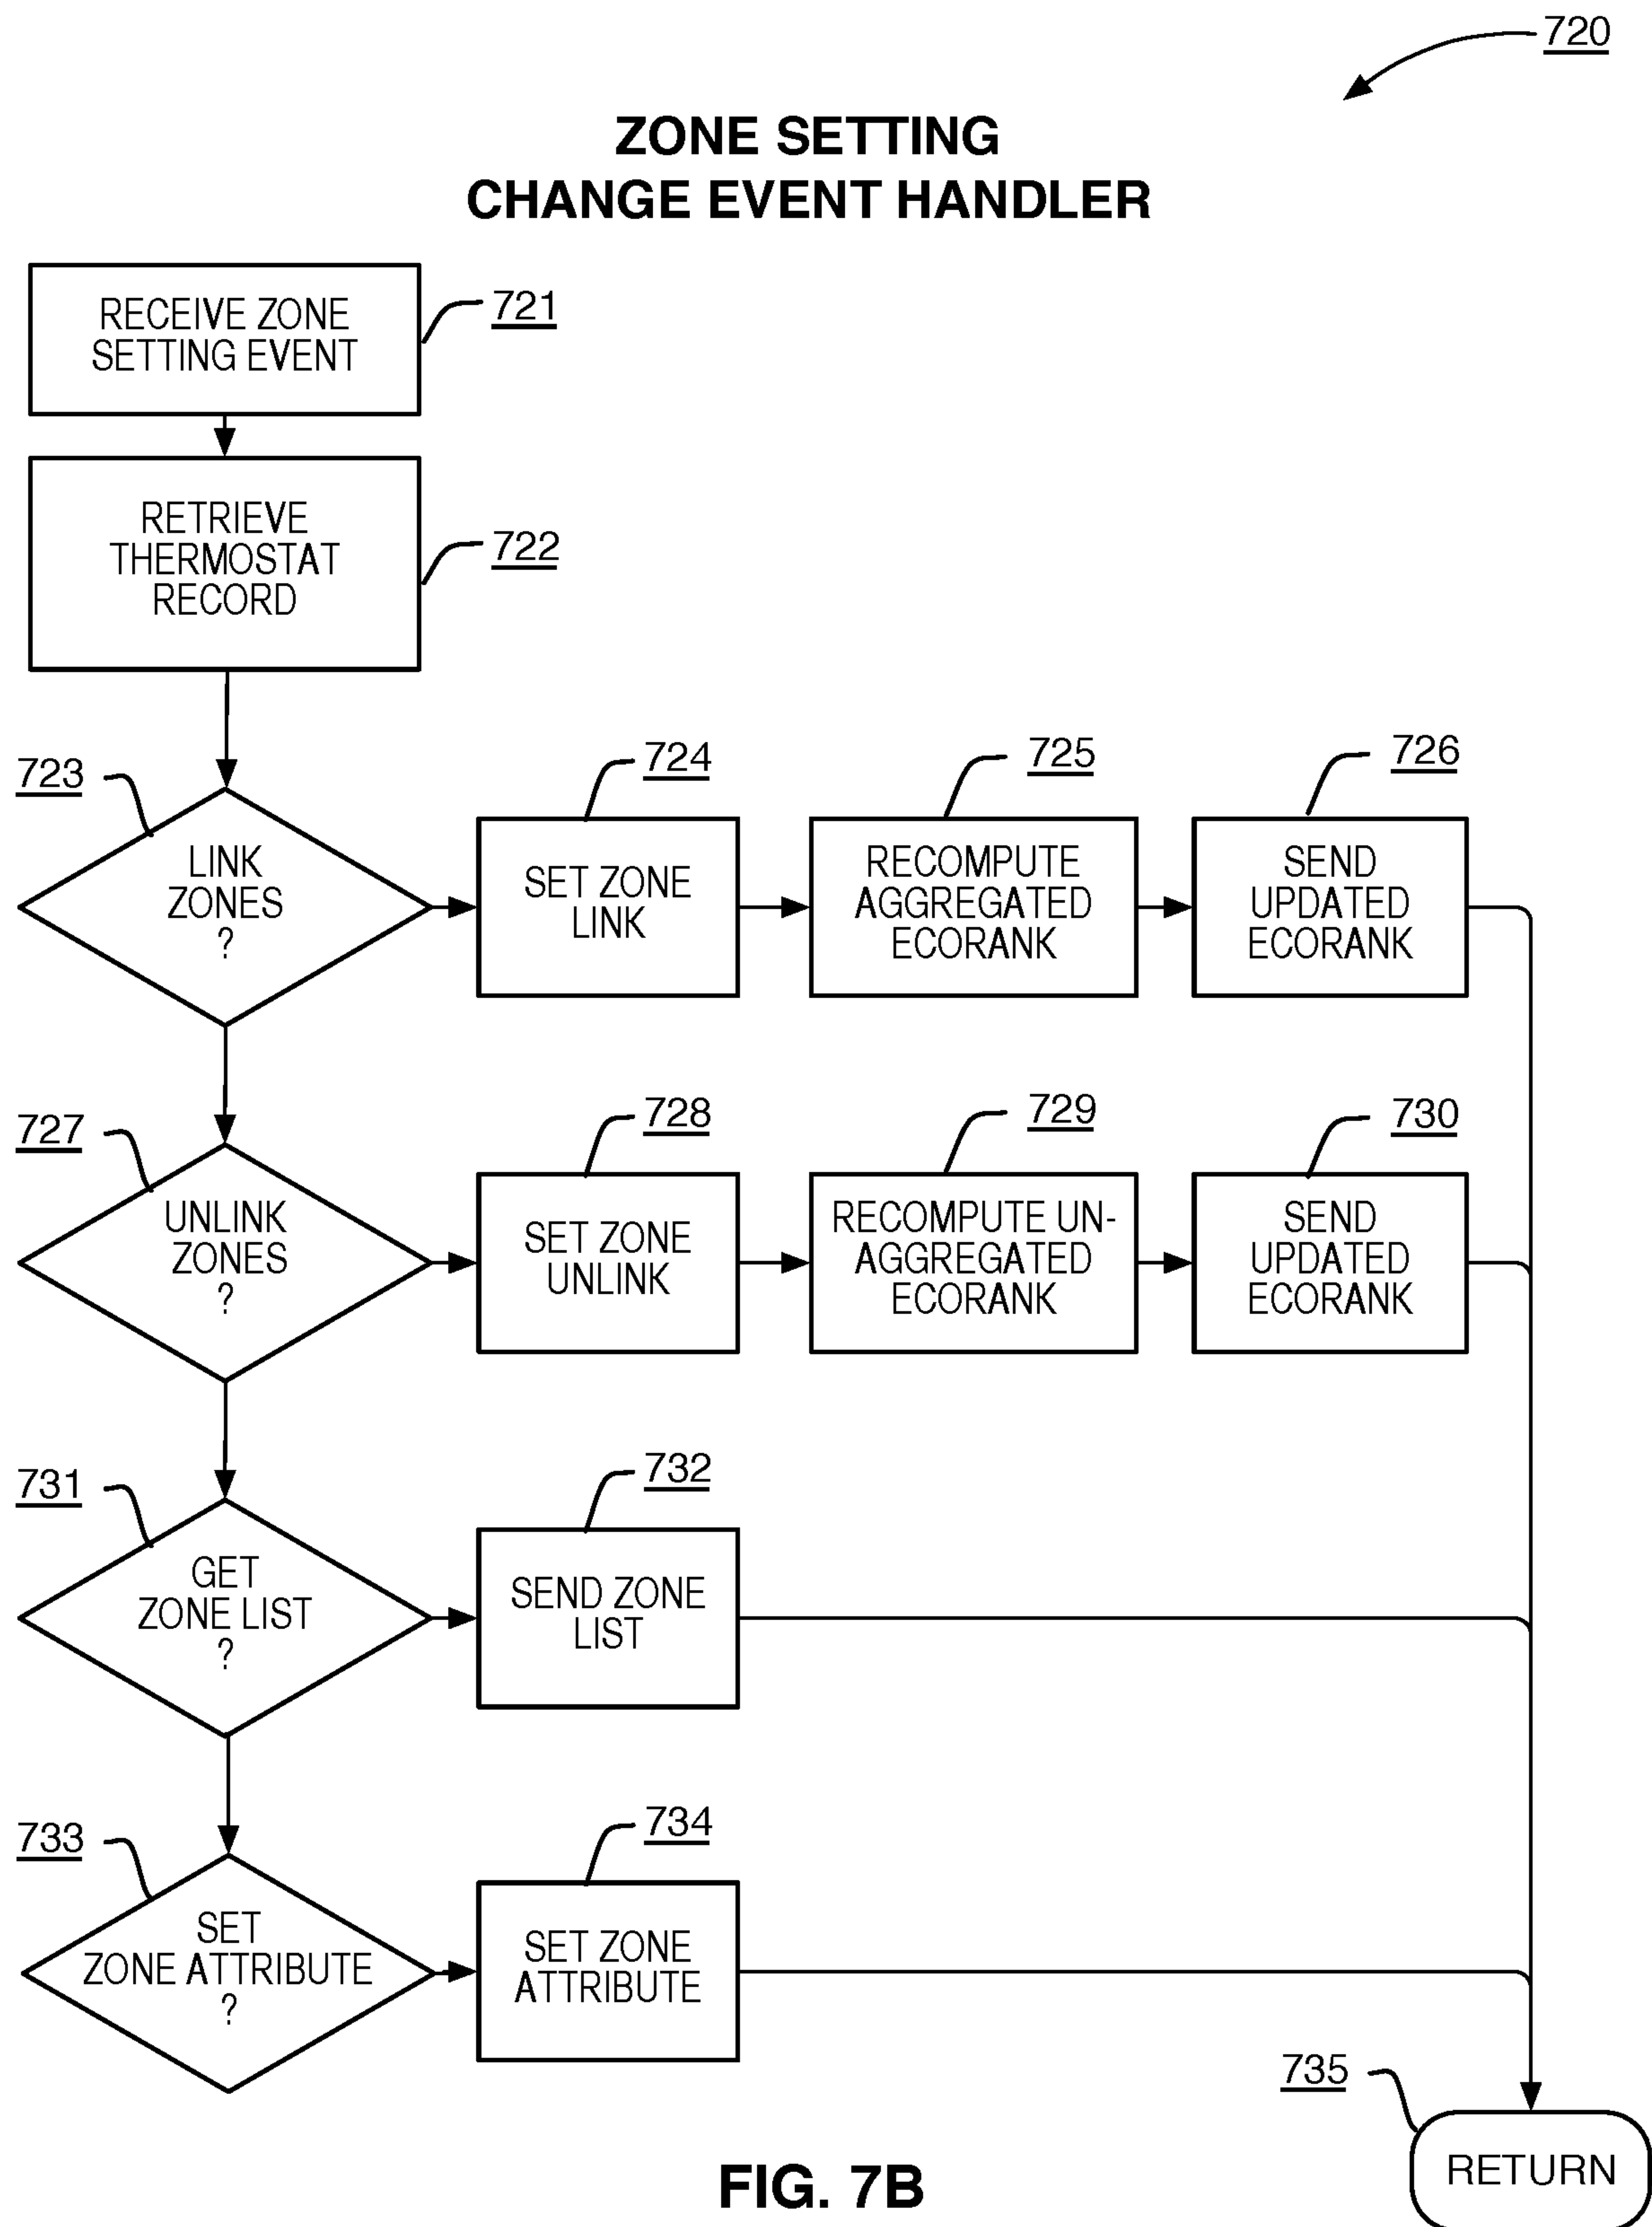 720
ZONE SETTING
CHANGE EVENT HANDLER
RECEIVE ZONE
SETTING EVENT
721
RETRIEVE
THERMOSTAT
RECORD
722
723
LINK
ZONES
?
724
SET ZONE
LINK
725
RECOMPUTE
AGGREGATED
ECORANK
726
SEND
UPDATED
ECORANK
727
UNLINK
ZONES
?
728
SET ZONE
UNLINK
729
RECOMPUTE UN-
AGGREGATED
ECORANK
730
SEND
UPDATED
ECORANK
731
GET
ZONE LIST
?
732
SEND ZONE
LIST
733
SET
ZONE ATTRIBUTE
?
734
SET ZONE
ATTRIBUTE
735
RETURN
FIG. 7B